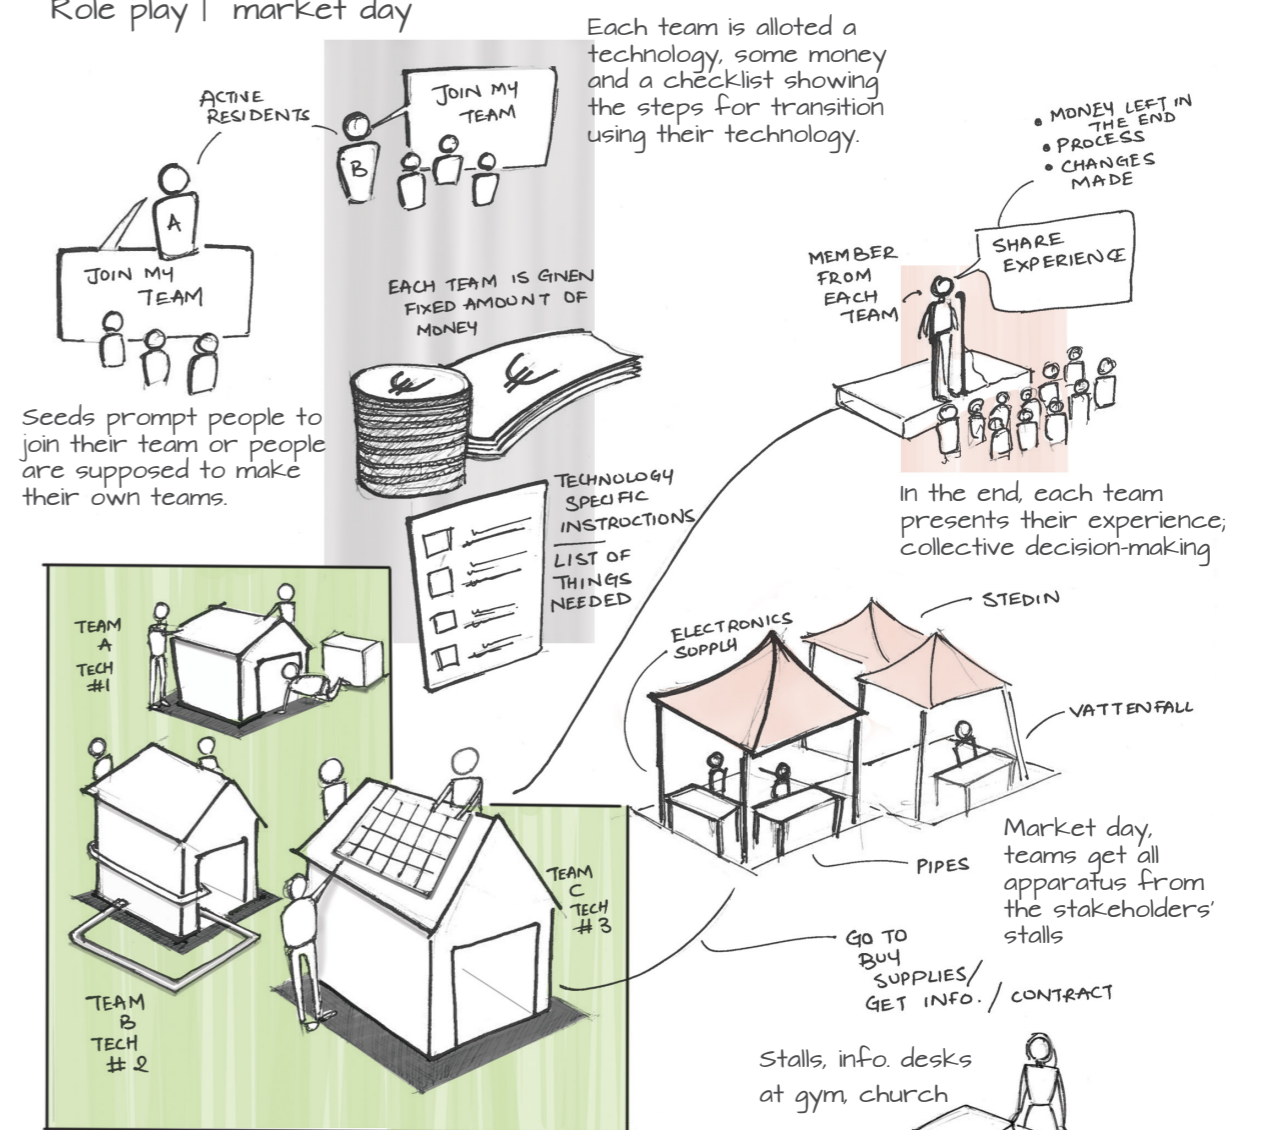 Role play | market day
Each team is alloted a
technology, some money
and a checklist showing
the steps for transition
using their technology.
ACTIVE
RESIDENTS
JOIN MY
TEAM
B
A
JOIN MY
TEAM
Seeds prompt people to
join their team or people
are supposed to make
their own teams.
EACH TEAM IS GIVEN
FIXED AMOUNT OF
MONEY
€
€
TECHNOLOGY
SPECIFIC
INSTRUCTIONS
LIST OF
THINGS
NEEDED
• MONEY LEFT IN
THE END
• PROCESS
• CHANGES
MADE
SHARE
EXPERIENCE
MEMBER
FROM
EACH
TEAM
In the end, each team
presents their experience;
collective decision-making
TEAM
A
TECH
#1
TEAM
B
TECH
#2
TEAM
C
TECH
#3
ELECTRONICS
SUPPLY
STEDIN
VATTENFALL
PIPES
Market day,
teams get all
apparatus from
the stakeholders'
stalls
GO TO
BUY
SUPPLIES/
GET INFO. / CONTRACT
Stalls, info. desks
at gym, church